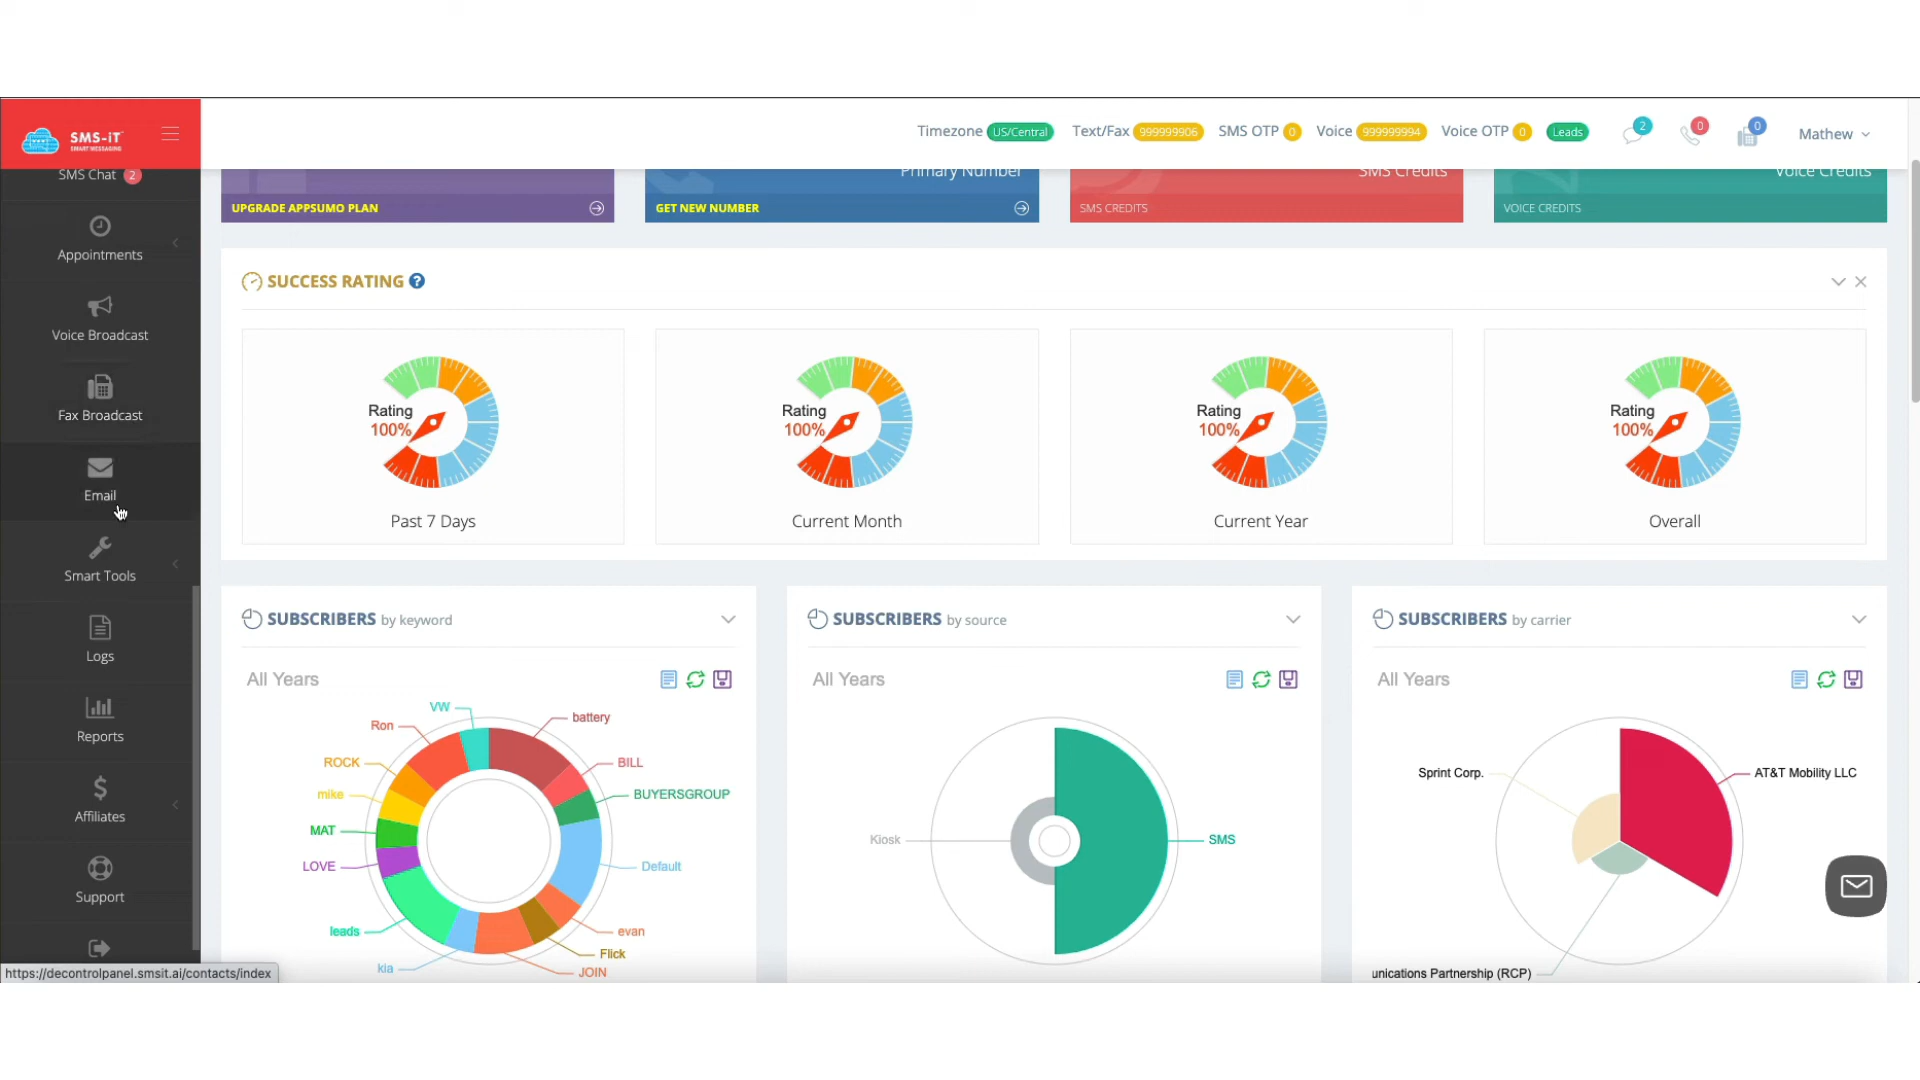 SMS-iT
SMART MESSAGING
Timezone US/Central Text/Fax 999999906 SMS OTP 0 Voice 999999994 Voice OTP 0 Leads 2 0 0 Mathew
SMS Chat 2
Appointments
Voice Broadcast
Fax Broadcast
Email
Smart Tools
Logs
Reports
Affiliates
Support
Primary Number SMS Credits Voice Credits
UPGRADE APPSUMO PLAN GET NEW NUMBER SMS CREDITS VOICE CREDITS
SUCCESS RATING ?
Rating
100%
Past 7 Days
Rating
100%
Current Month
Rating
100%
Current Year
Rating
100%
Overall
SUBSCRIBERS by keyword
All Years
VW
battery
Ron
ROCK
BILL
mike
BUYERSGROUP
MAT
LOVE
Default
leads
evan
Flick
kia
JOIN
SUBSCRIBERS by source
All Years
Kiosk
SMS
SUBSCRIBERS by carrier
All Years
Sprint Corp.
AT&T Mobility LLC
unications Partnership (RCP)
https://decontrolpanel.smsit.ai/contacts/index